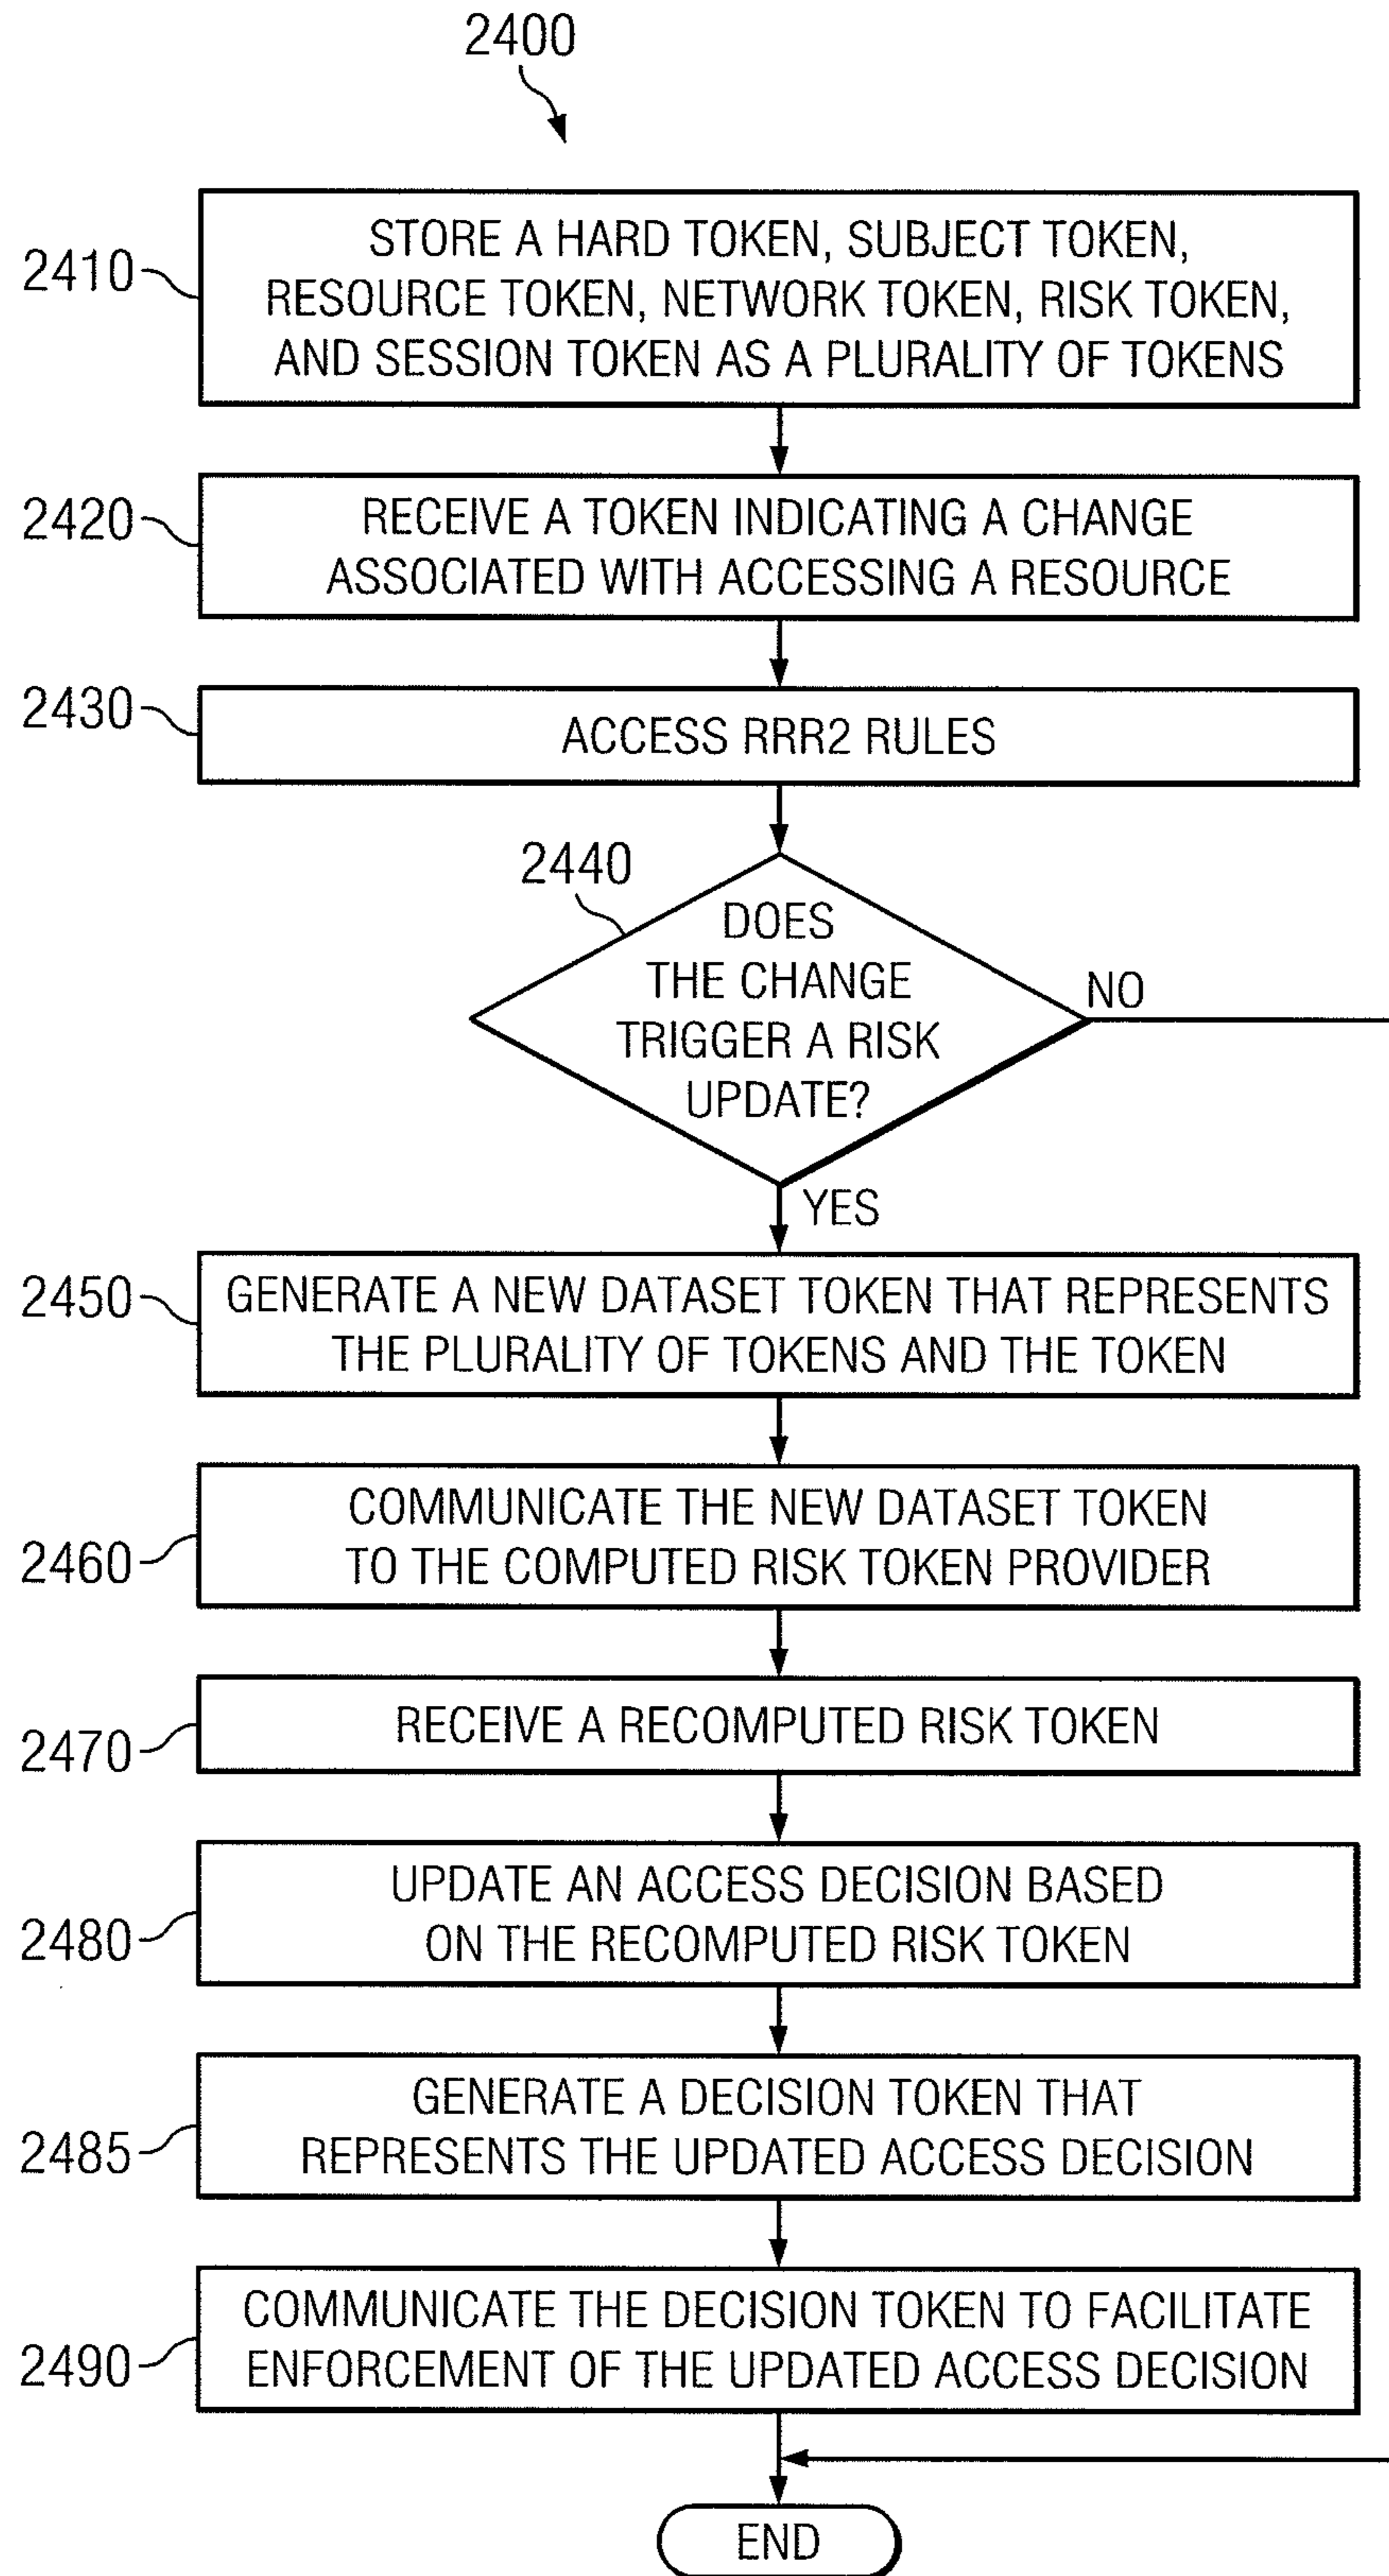 2400
2410
STORE A HARD TOKEN, SUBJECT TOKEN,
RESOURCE TOKEN, NETWORK TOKEN, RISK TOKEN,
AND SESSION TOKEN AS A PLURALITY OF TOKENS
2420
RECEIVE A TOKEN INDICATING A CHANGE
ASSOCIATED WITH ACCESSING A RESOURCE
2430
ACCESS RRR2 RULES
2440
DOES
THE CHANGE
TRIGGER A RISK
UPDATE?
NO
YES
2450
GENERATE A NEW DATASET TOKEN THAT REPRESENTS
THE PLURALITY OF TOKENS AND THE TOKEN
2460
COMMUNICATE THE NEW DATASET TOKEN
TO THE COMPUTED RISK TOKEN PROVIDER
2470
RECEIVE A RECOMPUTED RISK TOKEN
2480
UPDATE AN ACCESS DECISION BASED
ON THE RECOMPUTED RISK TOKEN
2485
GENERATE A DECISION TOKEN THAT
REPRESENTS THE UPDATED ACCESS DECISION
2490
COMMUNICATE THE DECISION TOKEN TO FACILITATE
ENFORCEMENT OF THE UPDATED ACCESS DECISION
END